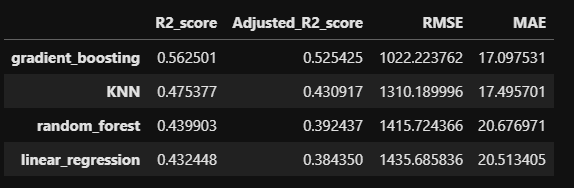 R2_score Adjusted_R2_score RMSE MAE
gradient_boosting 0.562501 0.525425 1022.223762 17.097531
KNN 0.475377 0.430917 1310.189996 17.495701
random_forest 0.439903 0.392437 1415.724366 20.676971
linear_regression 0.432448 0.384350 1435.685836 20.513405